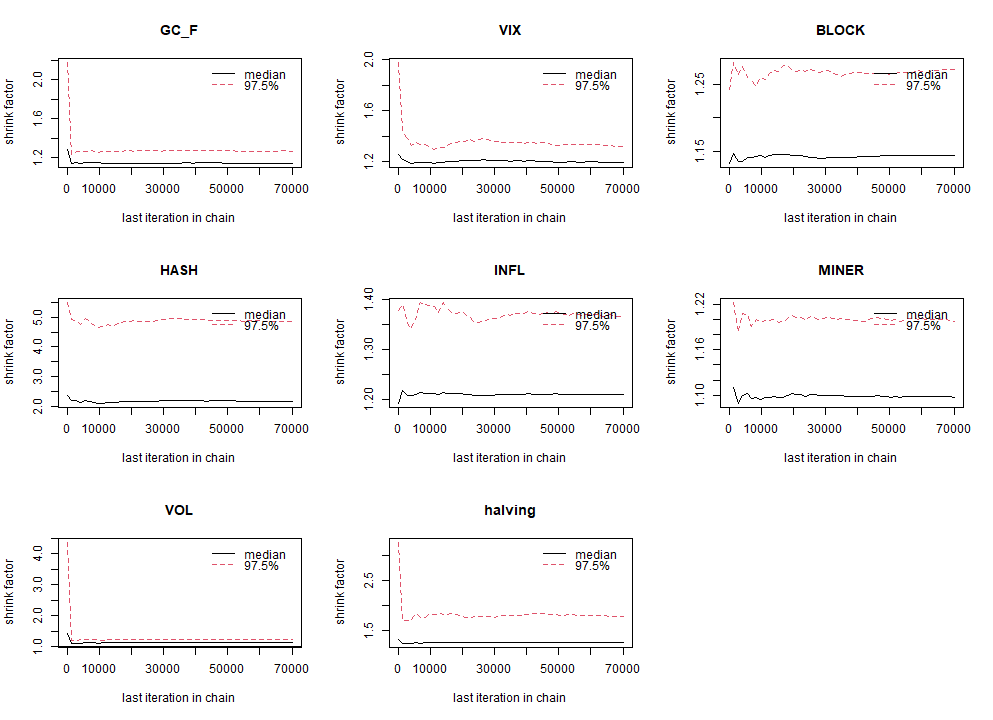 GC_F
shrink factor
1.2 1.6 2.0
median
97.5%
0 10000 30000 50000 70000
last iteration in chain
VIX
shrink factor
1.2 1.6 2.0
median
97.5%
0 10000 30000 50000 70000
last iteration in chain
BLOCK
shrink factor
1.15 1.25
median
97.5%
0 10000 30000 50000 70000
last iteration in chain
HASH
shrink factor
2.0 3.0 4.0 5.0
median
97.5%
0 10000 30000 50000 70000
last iteration in chain
INFL
shrink factor
1.20 1.30 1.40
median
97.5%
0 10000 30000 50000 70000
last iteration in chain
MINER
shrink factor
1.10 1.16 1.22
median
97.5%
0 10000 30000 50000 70000
last iteration in chain
VOL
shrink factor
1.0 2.0 3.0 4.0
median
97.5%
0 10000 30000 50000 70000
last iteration in chain
halving
shrink factor
1.5 2.5
median
97.5%
0 10000 30000 50000 70000
last iteration in chain